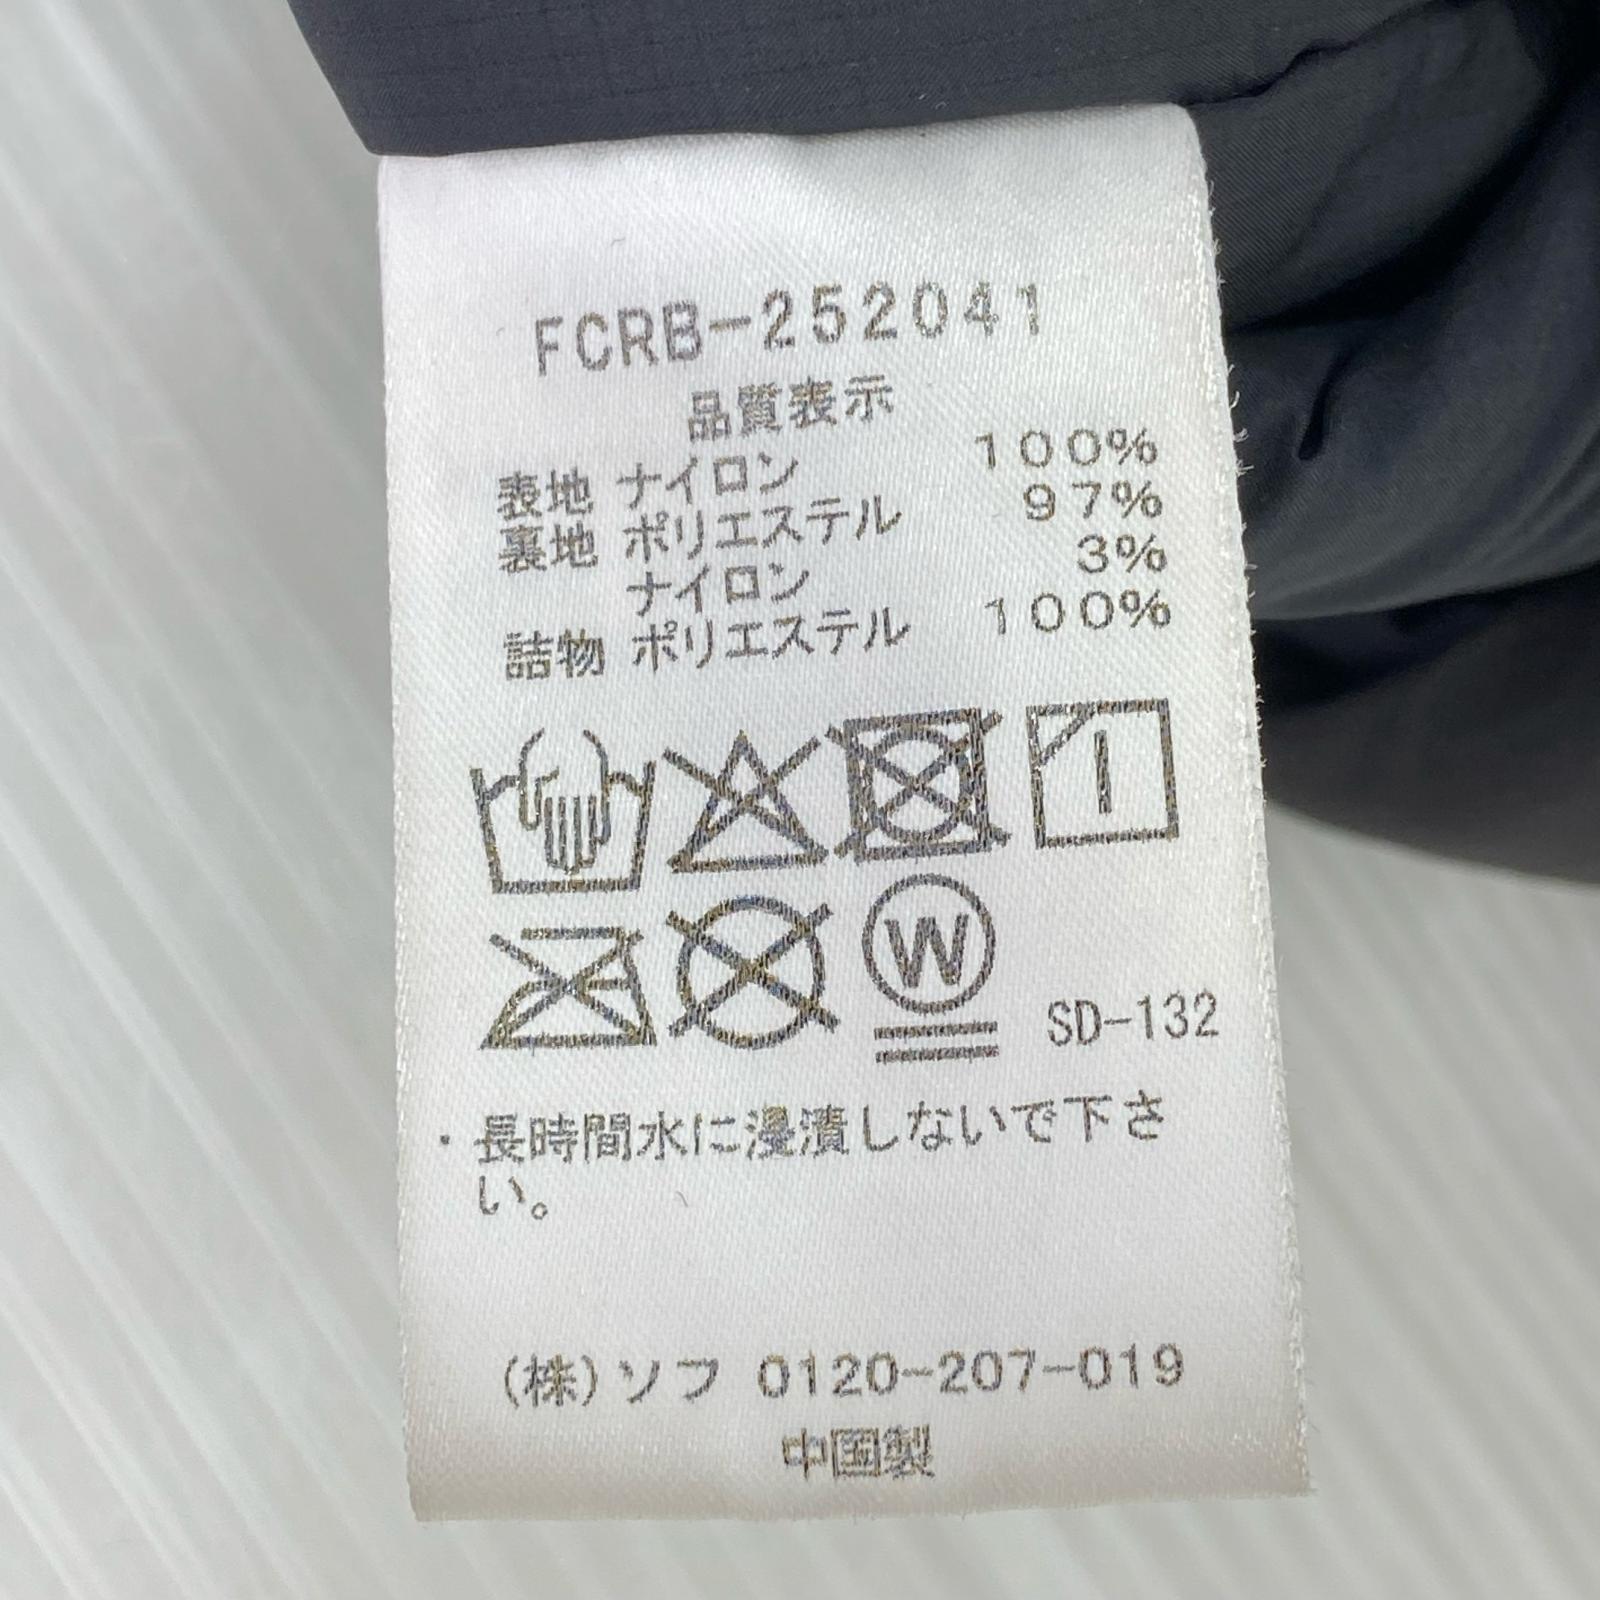 FCRB-252041
品質表示
表地 ナイロン 100%
裏地 ポリエステル 97%
ナイロン 3%
詰物 ポリエステル 100%
W
SD-132
・長時間水に浸漬しないで下さ
い。
(株)ソフ 0120-207-019
中国製